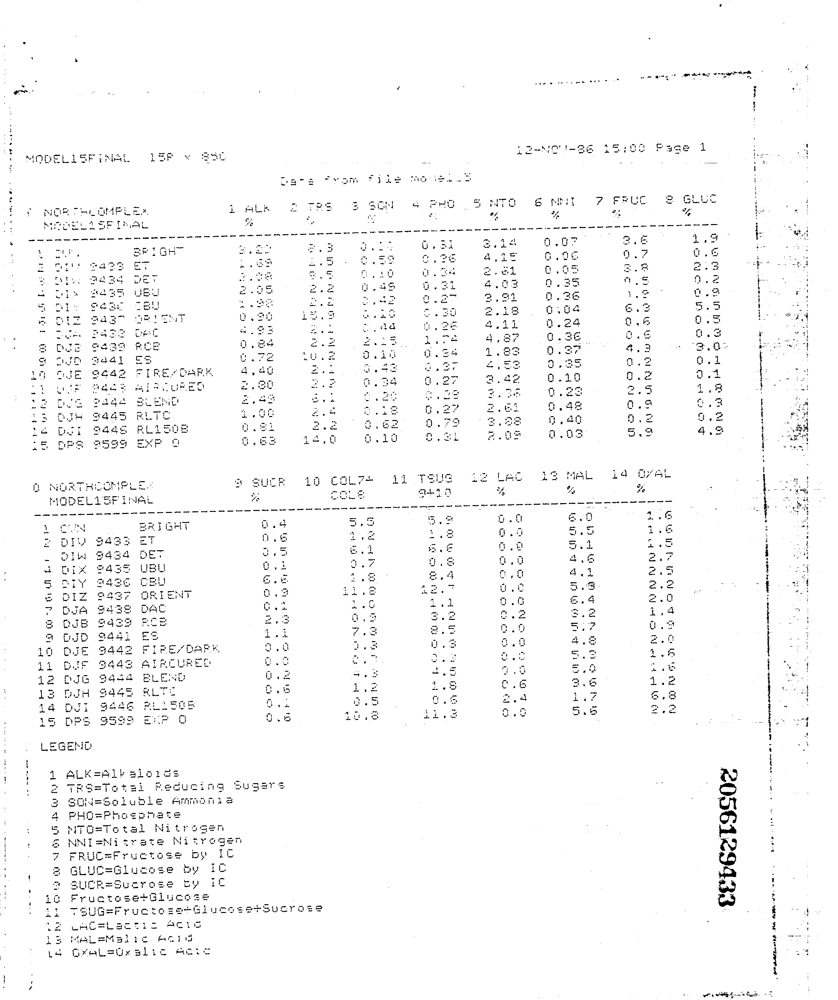 12-NOV-86 15:00 Page 1
MODEL15FINAL 15R x 85C
Data from file model15
NORTHCOMPLEX 1 ALK 2 TRS 3 SON 4 PHO 5 NTO 6 NNI 7 FRUC 8 GLUC
MODEL15FINAL % % % % % % % %
1 BRIGHT 8.3 0.31 3.14 0.07 3.6 1.9
2 DIV 9433 ET 1.69 1.5 0.59 0.36 4.15 0.06 0.7 0.6
3 DIW 9434 DET 9.5 0.10 0.34 2.61 0.05 3.8 2.3
4 DIX 9435 UBU 2.05 2.2 0.49 0.31 4.03 0.35 0.5 0.2
5 DIY 9436 CBU 1.98 2.2 0.42 0.27 3.91 0.36 1.9 0.9
6 DIZ 9437 ORIENT 0.90 15.9 0.10 0.30 2.18 0.04 6.3 5.5
7 DJA 9438 DAC 4.93 2.1 0.44 0.26 4.11 0.24 0.6 0.5
8 DJB 9439 RCB 0.84 2.2 2.15 1.74 4.87 0.36 0.6 0.3
9 DJD 9441 ES 0.72 10.2 0.10 0.34 1.83 0.37 4.3 3.0
10 DJE 9442 FIRE/DARK 4.40 2.1 0.43 0.37 4.53 0.35 0.2 0.1
11 DJF 9443 AIRCURED 2.80 2.2 0.34 0.27 3.42 0.10 0.2 0.1
12 DJG 9444 BLEND 2.49 6.1 0.20 0.29 0.23 2.5 1.8
13 DJH 9445 RLTC 1.00 2.4 0.18 0.27 2.61 0.48 0.9 0.3
14 DJI 9446 RL150B 0.81 2.2 0.62 0.79 3.88 0.40 0.2 0.2
15 DPS 9599 EXP O 0.63 14.0 0.10 0.31 2.09 0.03 5.9 4.9
0 NORTHCOMPLEX 9 SUCR 10 COL7+ 11 TSUG 12 LAC 13 MAL 14 OXAL
MODEL15FINAL % COL8 9+10 % % %
1 CVN BRIGHT 0.4 5.5 5.9 0.0 6.0 1.6
2 DIV 9433 ET 0.6 1.2 1.8 0.0 5.5 1.6
DIW 9434 DET 0.5 6.1 6.6 0.0 5.1 1.5
4 DIX 9435 UBU 0.1 0.7 0.8 0.0 4.6 2.7
5 DIY 9436 CBU 6.6 1.8 8.4 0.0 4.1 2.5
6 DIZ 9437 ORIENT 0.9 11.8 12.7 0.0 5.9 2.2
7 DJA 9438 DAC 0.1 1.0 1.1 0.0 6.4 2.0
8 DJB 9439 RCB 2.3 0.9 3.2 0.2 3.2 1.4
9 DJD 9441 ES 1.1 7.3 8.5 0.0 5.7 0.9
10 DJE 9442 FIRE/DARK 0.0 0.3 0.3 0.0 4.8 2.0
11 DJF 9443 AIRCURED 0.0 0.0 5.3 1.6
12 DJG 9444 BLEND 0.2 4.3 4.5 0.0 5.0 1.6
13 DJH 9445 RLTC 0.6 1.2 1.8 0.6 3.6 1.2
14 DJI 9446 RL150B 0.1 0.5 0.6 2.4 1.7 6.8
15 DPS 9599 EXP O 0.6 10.8 11.3 0.0 5.6 2.2
LEGEND
1 ALK=Alkaloids
2 TRS=Total Reducing Sugars
3 SON=Soluble Ammonia
4 PHO=Phosphate
5 NTO=Total Nitrogen
6 NNI=Nitrate Nitrogen
7 FRUC=Fructose by IC
8 GLUC=Glucose by IC
9 SUCR=Sucrose by IC
10 Fructose+Glucose
11 TSUG=Fructose+Glucose+Sucrose
12 LAC=Lactic Acid
13 MAL=Malic Acid
14 OXAL=Oxalic Acid
2056129433